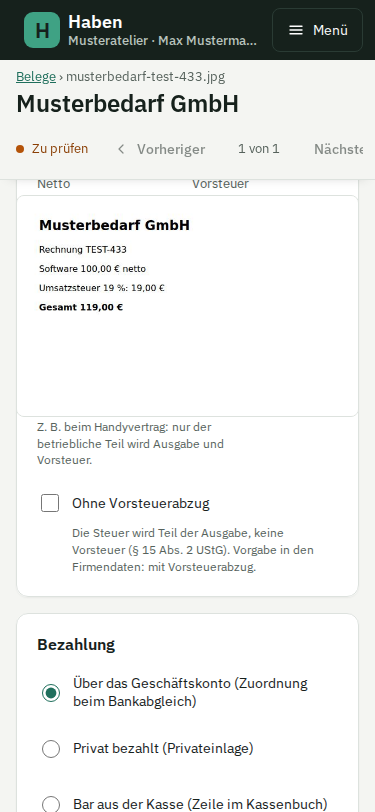 H
Haben
Musteratelier · Max Musterma...
Menü
Belege › musterbedarf-test-433.jpg
Musterbedarf GmbH
Zu prüfen
Vorheriger
1 von 1
Nächste
Netto
Vorsteuer
Musterbedarf GmbH
Rechnung TEST-433
Software 100,00 € netto
Umsatzsteuer 19 %: 19,00 €
Gesamt 119,00 €
Z. B. beim Handyvertrag: nur der
betriebliche Teil wird Ausgabe und
Vorsteuer.
Ohne Vorsteuerabzug
Die Steuer wird Teil der Ausgabe, keine
Vorsteuer (§ 15 Abs. 2 UStG). Vorgabe in den
Firmendaten: mit Vorsteuerabzug.
Bezahlung
Über das Geschäftskonto (Zuordnung
beim Bankabgleich)
Privat bezahlt (Privateinlage)
Bar aus der Kasse (Zeile im Kassenbuch)